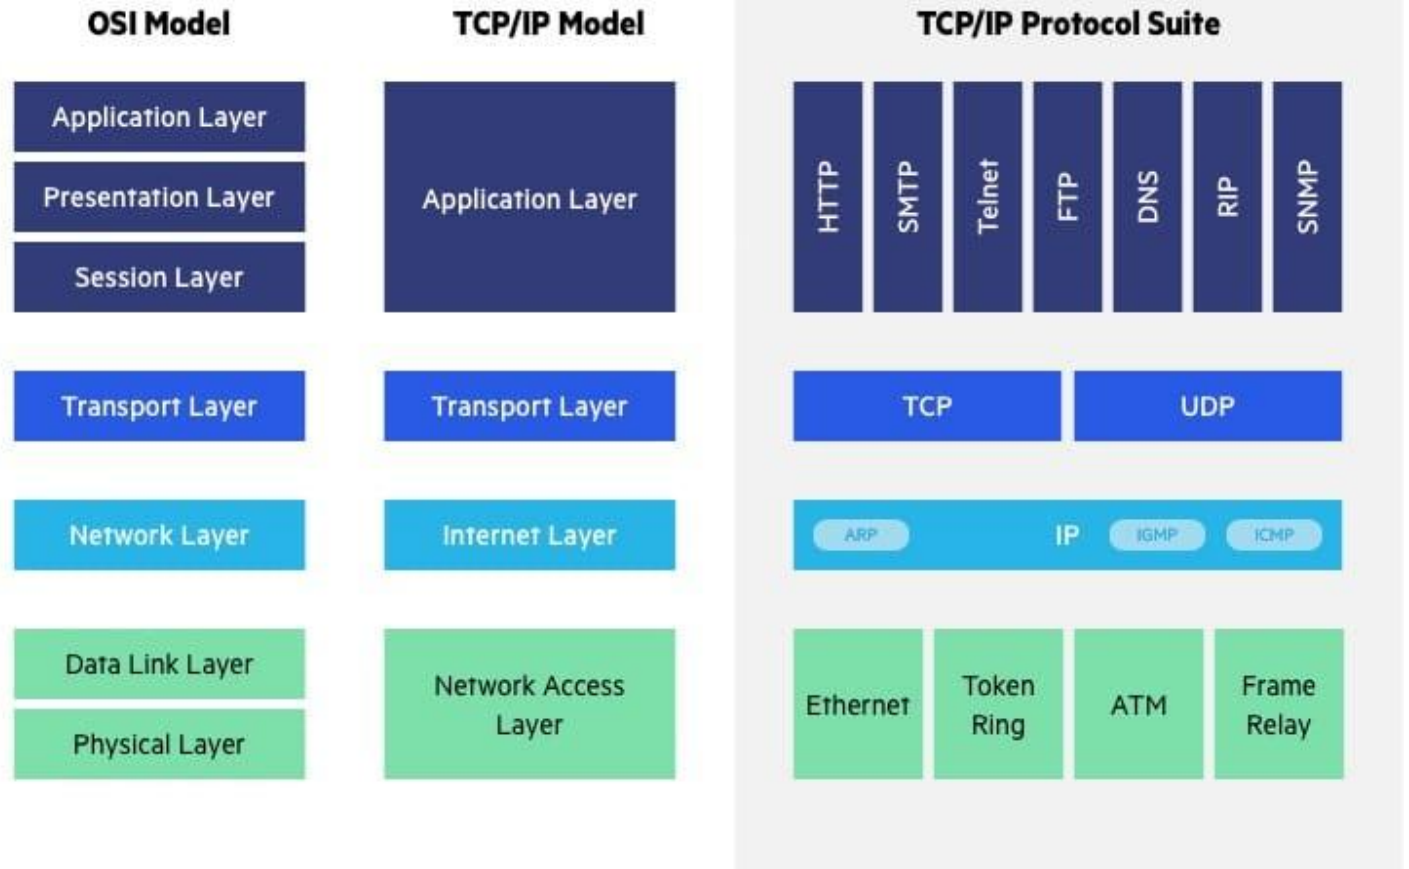 OSI Model
TCP/IP Model
TCP/IP Protocol Suite
Application Layer
Presentation Layer
Session Layer
Application Layer
HTTP
SMTP
Telnet
FTP
DNS
RIP
SNMP
Transport Layer
Transport Layer
TCP
UDP
Network Layer
Internet Layer
ARP
IP
IGMP
ICMP
Data Link Layer
Physical Layer
Network Access
Layer
Ethernet
Token
Ring
ATM
Frame
Relay